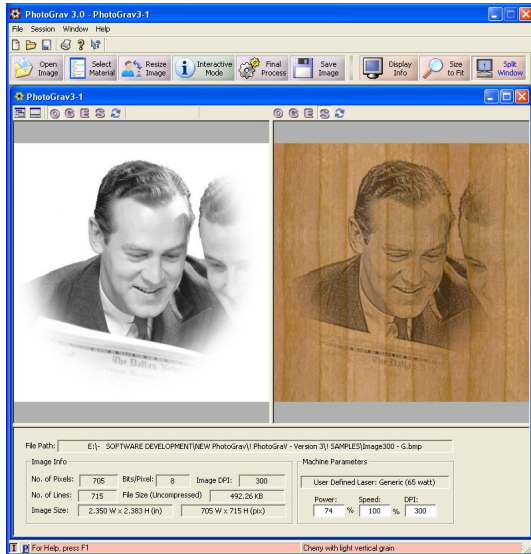 PhotoGrav 3.0 - PhotoGrav3-1
File Session Window Help
Open Image
Select Material
Resize Image
Interactive Mode
Final Process
Save Image
Display Info
Size to Fit
Split Window
PhotoGrav3-1
The Dallas
File Path: E:\- SOFTWARE DEVELOPMENT\NEW PhotoGrav\! PhotoGraV - Version 3\! SAMPLES\Image300 - G.bmp
Image Info
No. of Pixels: 705 Bits/Pixel: 8 Image DPI: 300
No. of Lines: 715 File Size (Uncompressed) 492.26 KB
Image Size: 2.350 W x 2.383 H (in) 705 W x 715 H (pix)
Machine Parameters
User Defined Laser: Generic (65 watt)
Power: Speed: DPI:
74 % 100 % 300
For Help, press F1
Cherry with light vertical grain